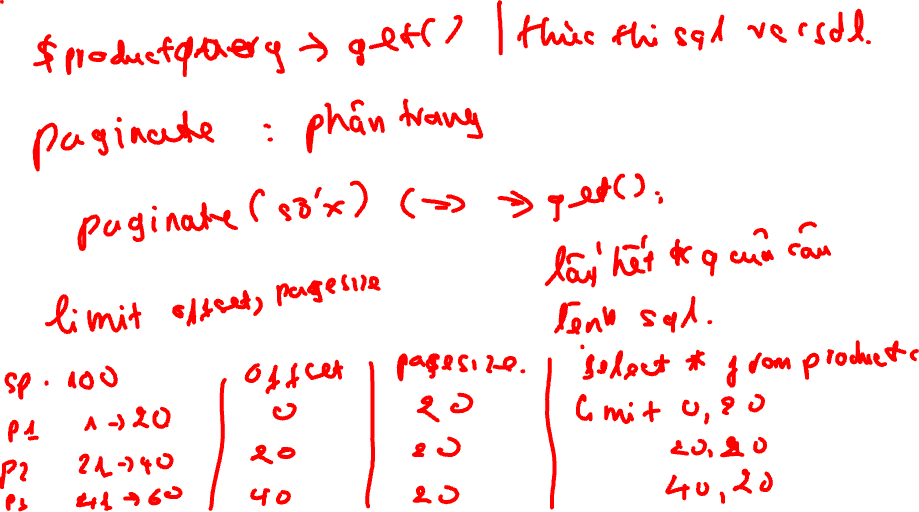 $productQuery → get() | thực thi sql về csdl.
paginate : phân trang
paginate(số x) <=> → get();
lấy hết kq của câu
lệnh sql.
limit offset, pagesize
sp. 100 | offset | pagesize. | select * from products
P1 1→20 | 0 | 20 | limit 0,20
P2 21→40 | 20 | 20 | 20,20
P3 41→60 | 40 | 20 | 40,20